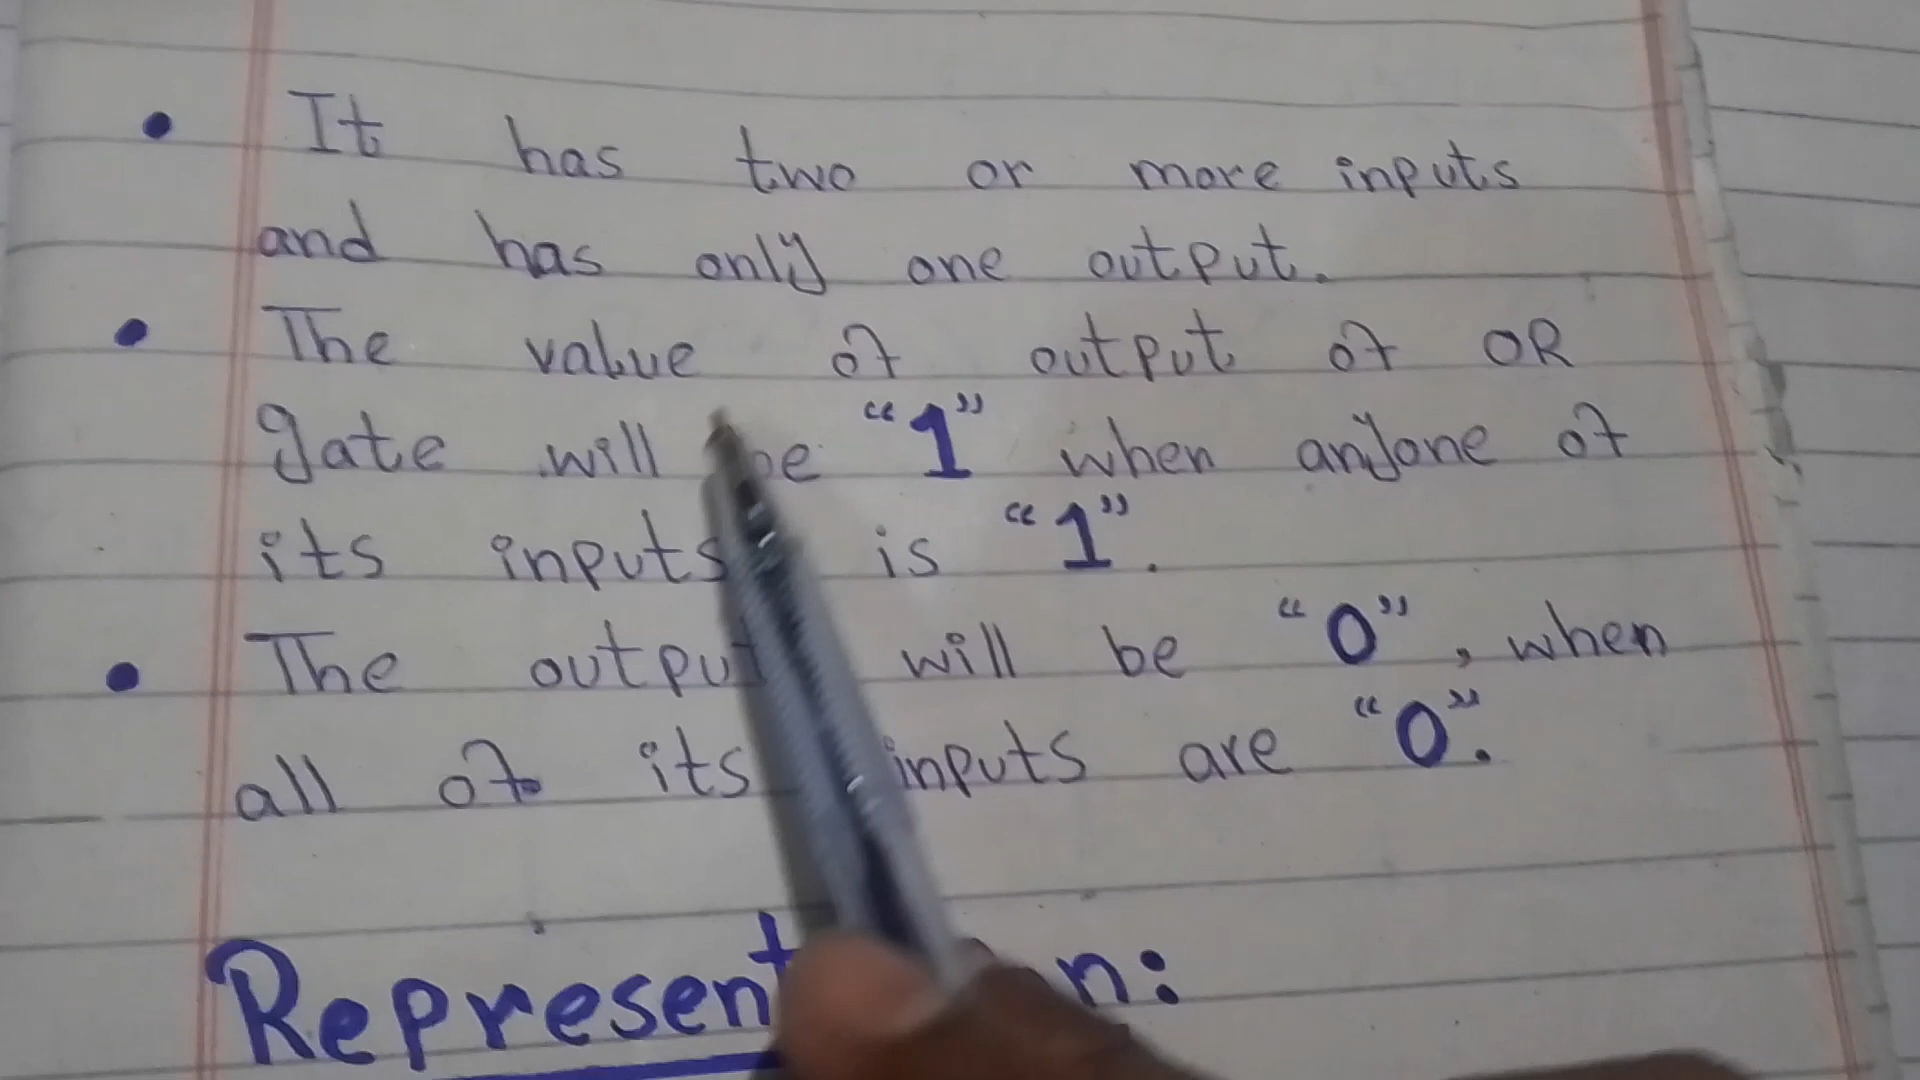 • It has two or more inputs
and has only one output.
• The value of output of OR
gate will be "1" when anyone of
its inputs is "1".
• The output will be "0", when
all of its inputs are "0".